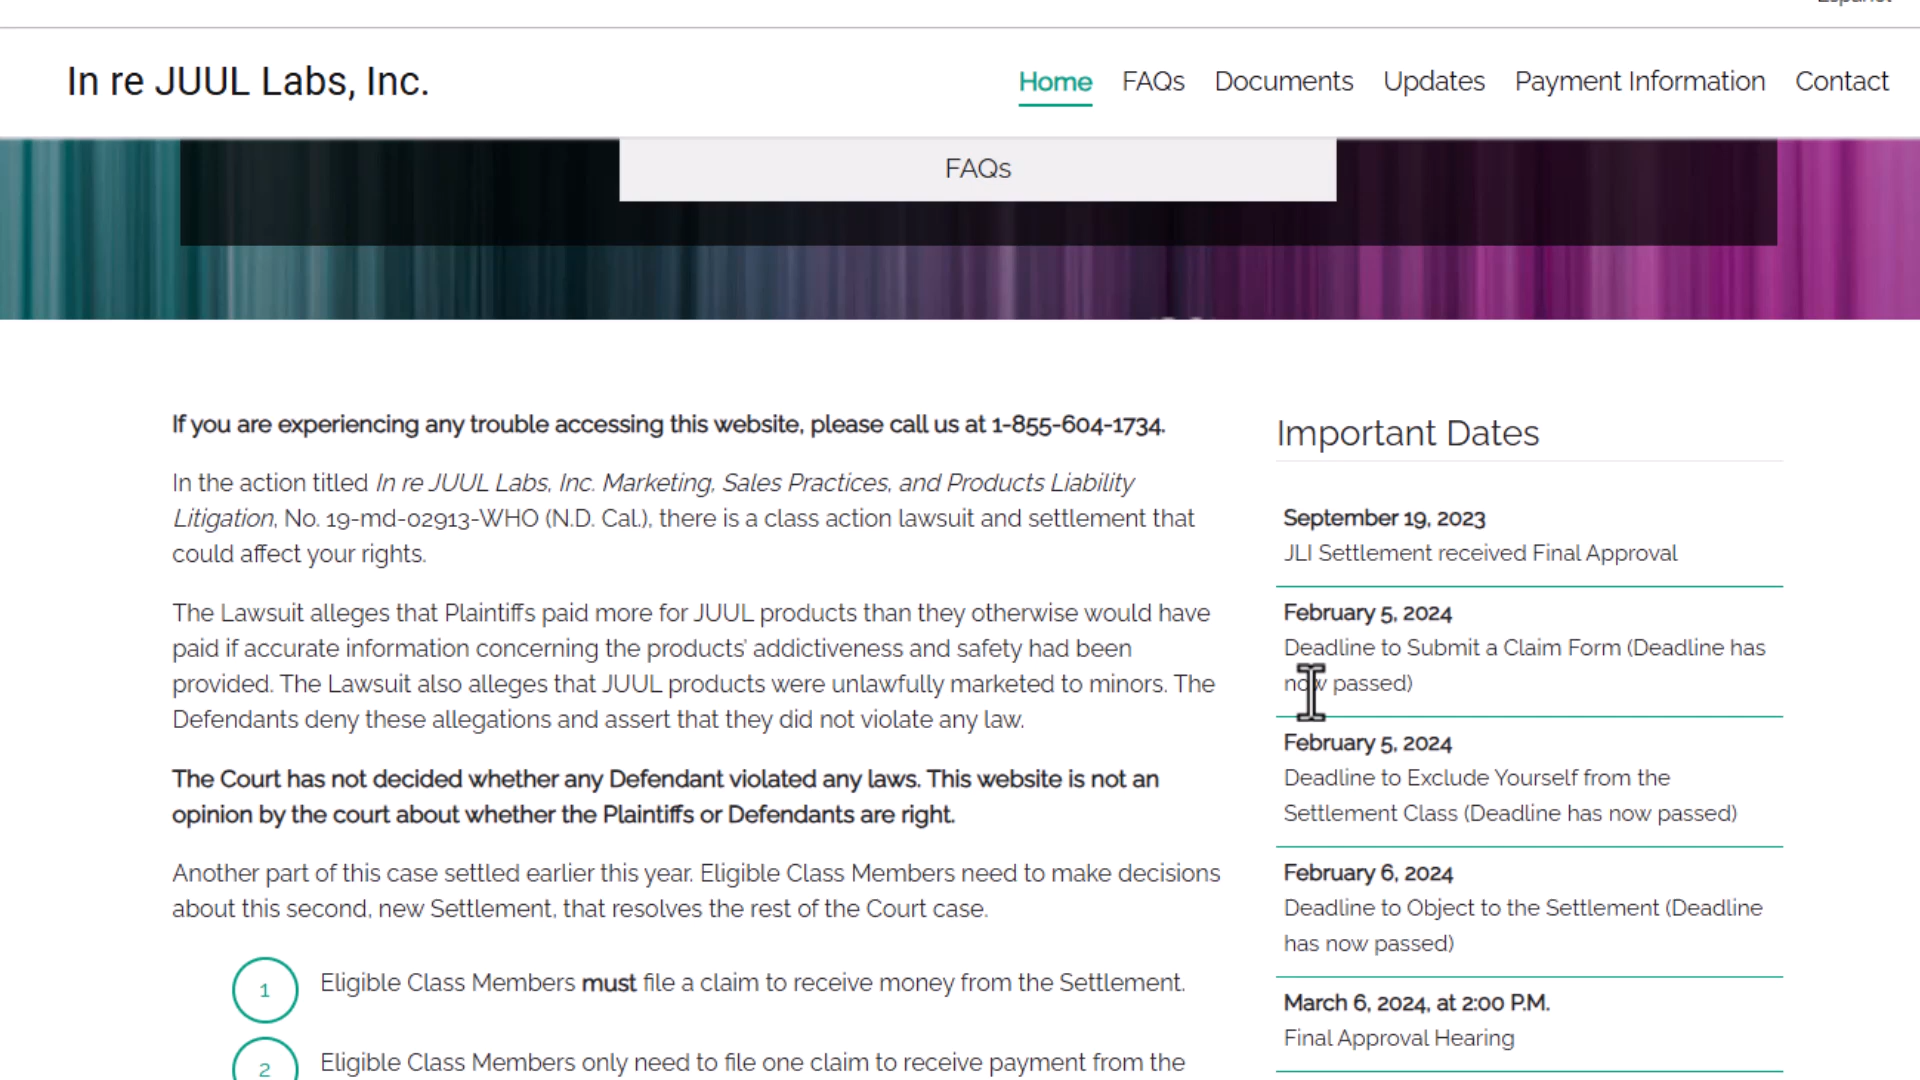 In re JUUL Labs, Inc.
Home FAQs Documents Updates Payment Information Contact
FAQs
If you are experiencing any trouble accessing this website, please call us at 1-855-604-1734.
In the action titled In re JUUL Labs, Inc. Marketing, Sales Practices, and Products Liability
Litigation, No. 19-md-02913-WHO (N.D. Cal.), there is a class action lawsuit and settlement that
could affect your rights.
The Lawsuit alleges that Plaintiffs paid more for JUUL products than they otherwise would have
paid if accurate information concerning the products' addictiveness and safety had been
provided. The Lawsuit also alleges that JUUL products were unlawfully marketed to minors. The
Defendants deny these allegations and assert that they did not violate any law.
The Court has not decided whether any Defendant violated any laws. This website is not an
opinion by the court about whether the Plaintiffs or Defendants are right.
Another part of this case settled earlier this year. Eligible Class Members need to make decisions
about this second, new Settlement, that resolves the rest of the Court case.
1 Eligible Class Members must file a claim to receive money from the Settlement.
2 Eligible Class Members only need to file one claim to receive payment from the
Important Dates
September 19, 2023
JLI Settlement received Final Approval
February 5, 2024
Deadline to Submit a Claim Form (Deadline has
now passed)
February 5, 2024
Deadline to Exclude Yourself from the
Settlement Class (Deadline has now passed)
February 6, 2024
Deadline to Object to the Settlement (Deadline
has now passed)
March 6, 2024, at 2:00 P.M.
Final Approval Hearing